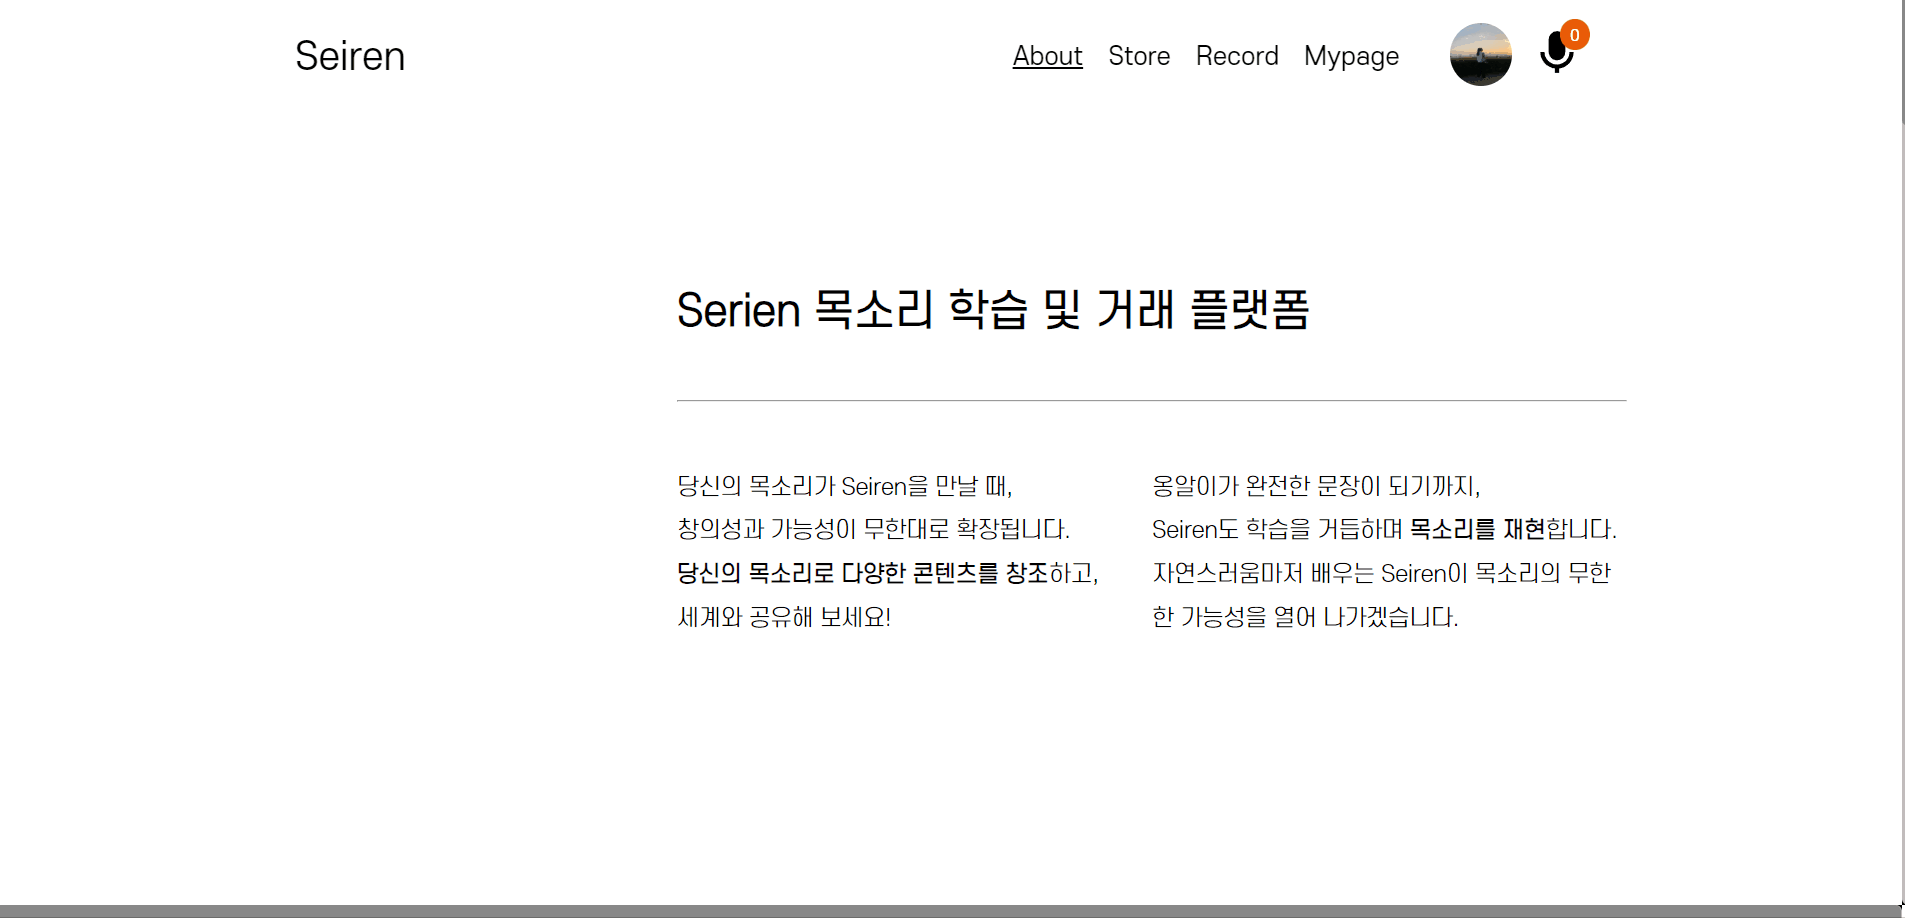 Seiren
About Store Record Mypage
0
Serien 목소리 학습 및 거래 플랫폼
당신의 목소리가 Seiren을 만날 때,
창의성과 가능성이 무한대로 확장됩니다.
당신의 목소리로 다양한 콘텐츠를 창조하고,
세계와 공유해 보세요!
옹알이가 완전한 문장이 되기까지,
Seiren도 학습을 거듭하며 목소리를 재현합니다.
자연스러움마저 배우는 Seiren이 목소리의 무한
한 가능성을 열어 나가겠습니다.